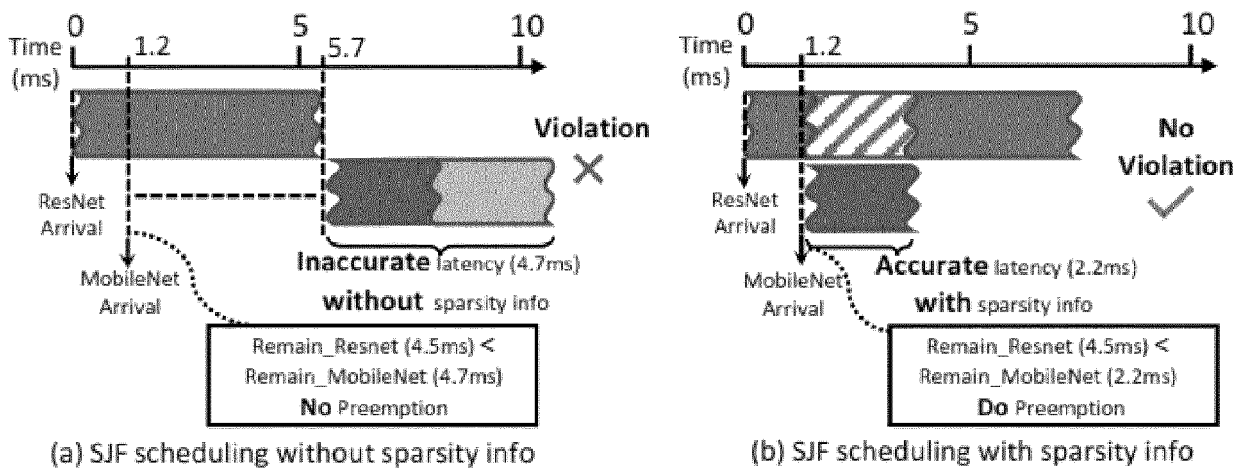 0 5 10
Time
(ms)
1.2
5.7
Violation
ResNet
Arrival
MobileNet
Arrival
Inaccurate latency (4.7ms)
without sparsity info
Remain_Resnet (4.5ms) <
Remain_MobileNet (4.7ms)
No Preemption
(a) SJF scheduling without sparsity info
0 5 10
Time
(ms)
1.2
No
Violation
ResNet
Arrival
MobileNet
Arrival
Accurate latency (2.2ms)
with sparsity info
Remain_Resnet (4.5ms) <
Remain_MobileNet (2.2ms)
Do Preemption
(b) SJF scheduling with sparsity info